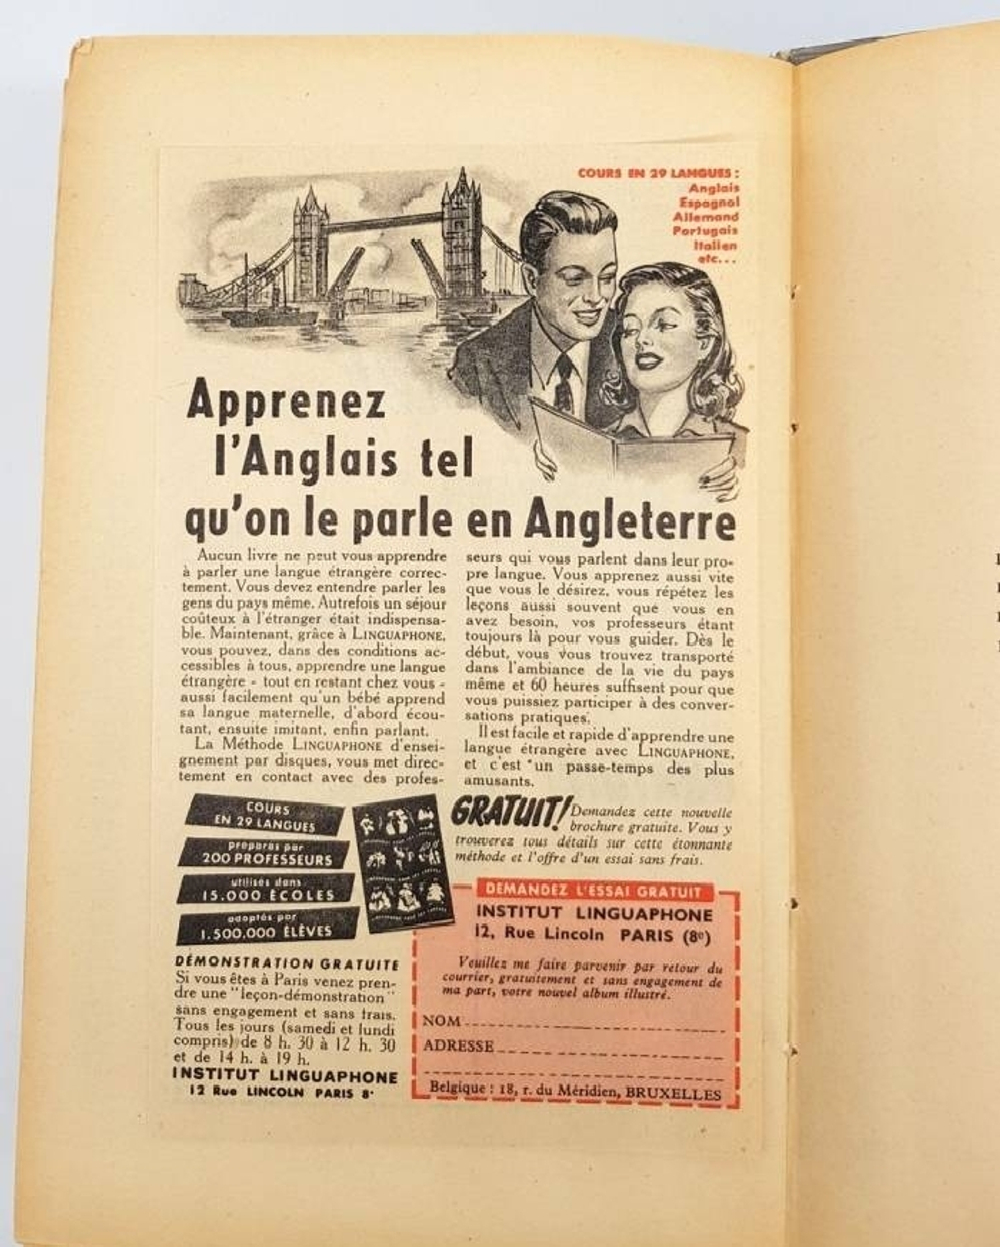 COURS EN 29 LANGUES :
Anglais
Espagnol
Allemand
Portugais
Italien
etc...
Apprenez
l'Anglais tel
qu'on le parle en Angleterre
Aucun livre ne peut vous apprendre
à parler une langue étrangère correc-
tement. Vous devez entendre parler les
gens du pays même. Autrefois un séjour
coûteux à l'étranger était indispensa-
ble. Maintenant, grâce à LINGUAPHONE,
vous pouvez, dans des conditions ac-
cessibles à tous, apprendre une langue
étrangère - tout en restant chez vous -
aussi facilement qu'un bébé apprend
sa langue maternelle, d'abord écou-
tant, ensuite imitant, enfin parlant.
La Méthode LINGUAPHONE d'ensei-
gnement par disques, vous met direc-
tement en contact avec des profes-
seurs qui vous parlent dans leur pro-
pre langue. Vous apprenez aussi vite
que vous le désirez, vous répétez les
leçons aussi souvent que vous en
avez besoin, vos professeurs étant
toujours là pour vous guider. Dès le
début, vous vous trouvez transporté
dans l'ambiance de la vie du pays
même et 60 heures suffisent pour que
vous puissiez participer à des conver-
sations pratiques.
Il est facile et rapide d'apprendre une
langue étrangère avec LINGUAPHONE,
et c'est un passe-temps des plus
amusants.
COURS
EN 29 LANGUES
préparés par
200 PROFESSEURS
utilisés dans
15.000 ÉCOLES
adoptés par
1.500.000 ÉLÈVES
GRATUIT! Demandez cette nouvelle
brochure gratuite. Vous y
trouverez tous détails sur cette étonnante
méthode et l'offre d'un essai sans frais.
DÉMONSTRATION GRATUITE
Si vous êtes à Paris venez pren-
dre une "leçon-démonstration"
sans engagement et sans frais.
Tous les jours (samedi et lundi
compris) de 8 h. 30 à 12 h. 30
et de 14 h. à 19 h.
INSTITUT LINGUAPHONE
12 Rue LINCOLN PARIS 8e
DEMANDEZ L'ESSAI GRATUIT
INSTITUT LINGUAPHONE
12, Rue Lincoln PARIS (8e)
Veuillez me faire parvenir par retour du
courrier, gratuitement et sans engagement de
ma part, votre nouvel album illustré.
NOM
ADRESSE
Belgique : 18, r. du Méridien, BRUXELLES